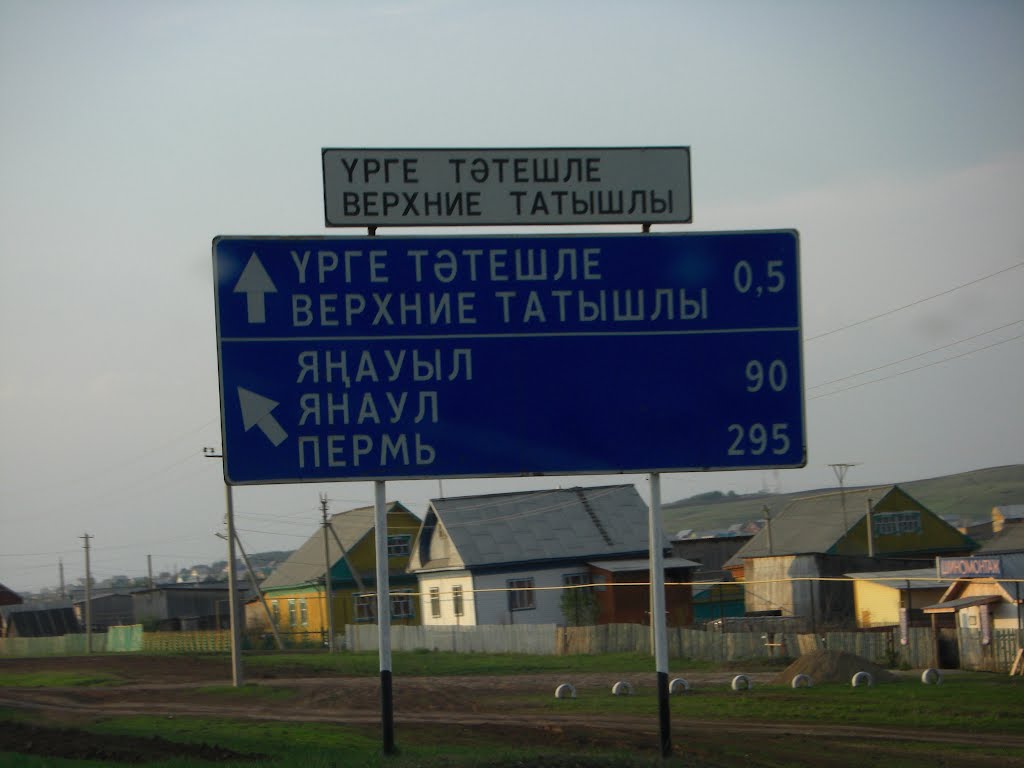 ҮРГЕ ТӘТЕШЛЕ
ВЕРХНИЕ ТАТЫШЛЫ
ҮРГЕ ТӘТЕШЛЕ
ВЕРХНИЕ ТАТЫШЛЫ 0,5
ЯҢАУЫЛ
ЯНАУЛ 90
ПЕРМЬ 295
ШИНОМОНТАЖ